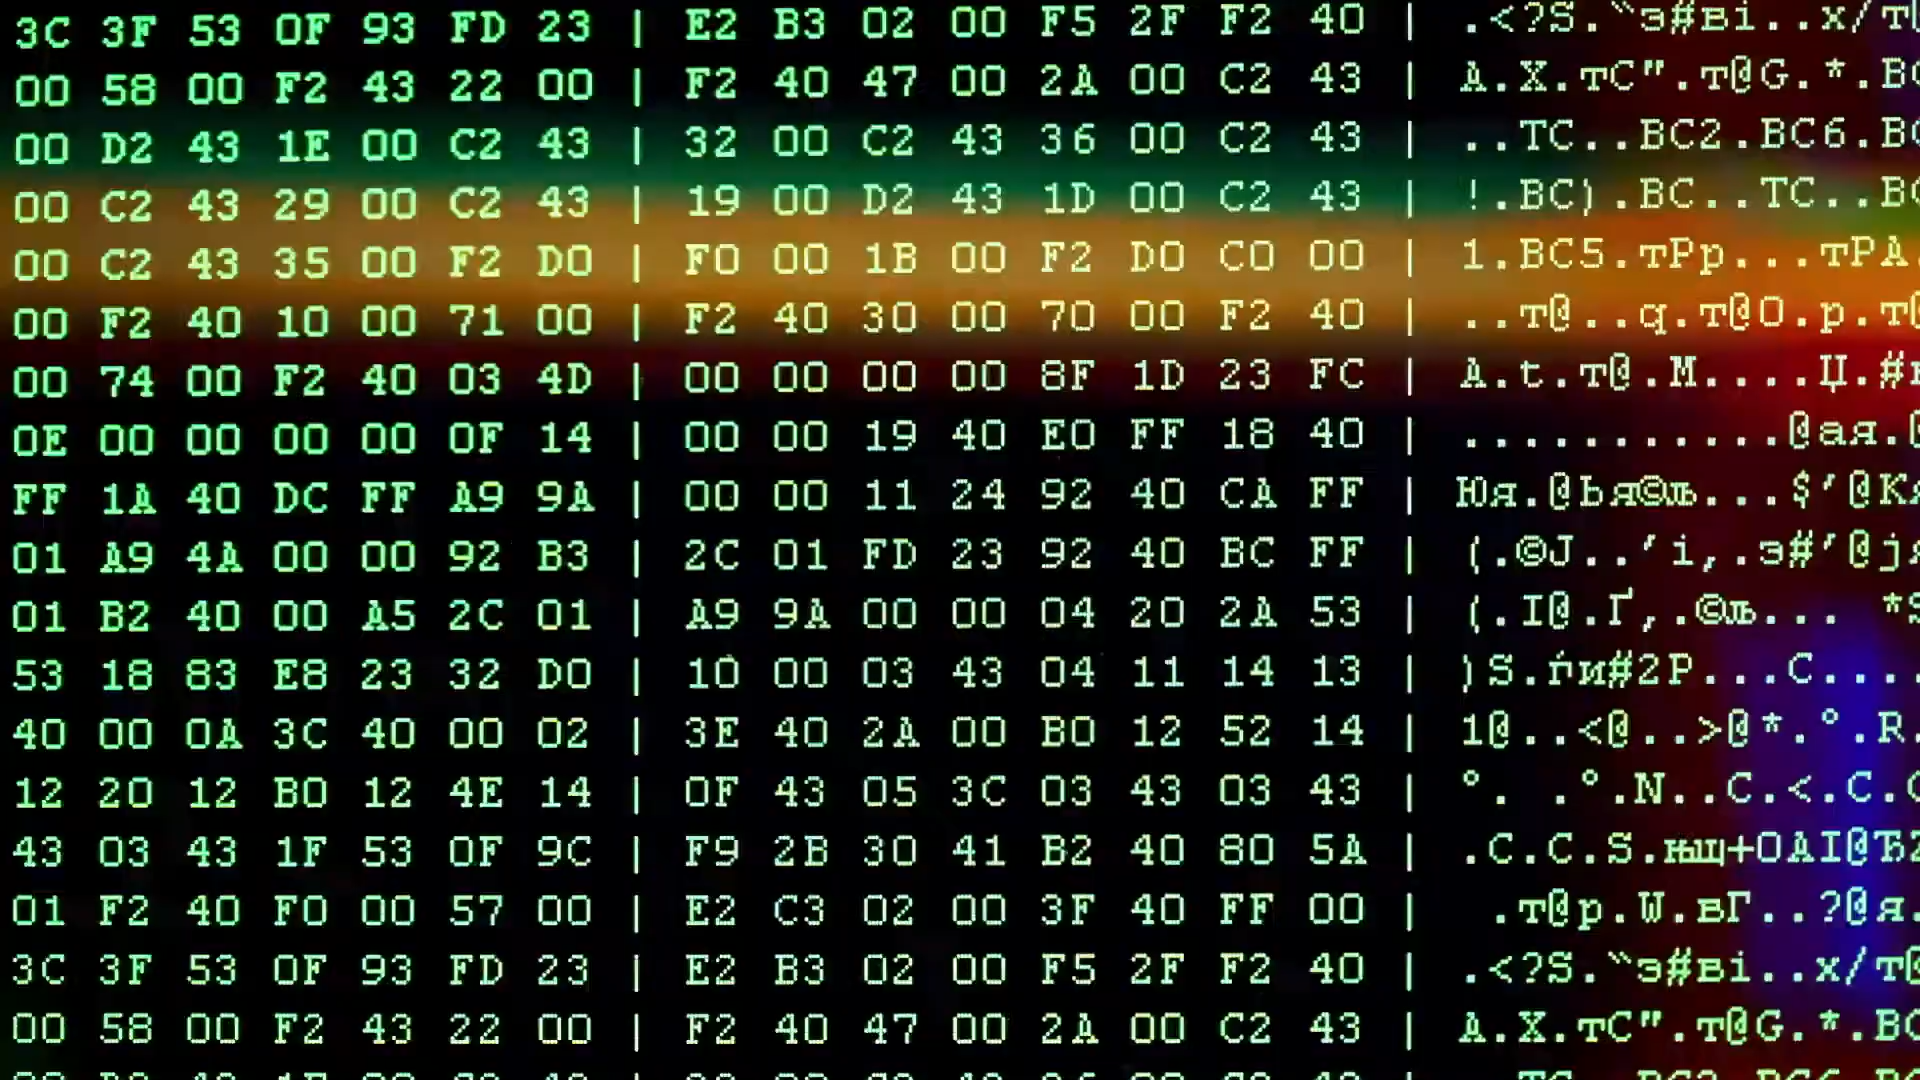 3C 3F 53 0F 93 FD 23 | E2 B3 02 00 F5 2F F2 40 | .<?S.“э#ві..х/т@
00 58 00 F2 43 22 00 | F2 40 47 00 2A 00 C2 43 | A.X.тC".т@G.*.BC
00 D2 43 1E 00 C2 43 | 32 00 C2 43 36 00 C2 43 | ..TC..BC2.BC6.BC
00 C2 43 29 00 C2 43 | 19 00 D2 43 1D 00 C2 43 | !.BC).BC..TC..BC
00 C2 43 35 00 F2 D0 | F0 00 1B 00 F2 D0 C0 00 | 1.BC5.тРр...тРА.
00 F2 40 10 00 71 00 | F2 40 30 00 70 00 F2 40 | ..т@..q.т@0.p.т@
00 74 00 F2 40 03 4D | 00 00 00 00 8F 1D 23 FC | A.t.т@.M....Џ.#
0E 00 00 00 00 0F 14 | 00 00 19 40 E0 FF 18 40 | ...........@ая.@
FF 1A 40 DC FF A9 9A | 00 00 11 24 92 40 CA FF | Юя.@Ья©љ...$’@К
01 A9 4A 00 00 92 B3 | 2C 01 FD 23 92 40 BC FF | (.©J..’і,.э#’@ј
01 B2 40 00 A5 2C 01 | A9 9A 00 00 04 20 2A 53 | (.І@.Ґ,.©љ... *S
53 18 83 E8 23 32 D0 | 10 00 03 43 04 11 14 13 | )S.ѓи#2Р...C....
40 00 0A 3C 40 00 02 | 3E 40 2A 00 B0 12 52 14 | 1@..<@..>@*.°.R.
12 20 12 B0 12 4E 14 | 0F 43 05 3C 03 43 03 43 | °. .°.N..C.<.C.C
43 03 43 1F 53 0F 9C | F9 2B 30 41 B2 40 80 5A | .C.C.S.њщ+0AІ@ЂZ
01 F2 40 F0 00 57 00 | E2 C3 02 00 3F 40 FF 00 | .т@р.W.вГ..?@я.
3C 3F 53 0F 93 FD 23 | E2 B3 02 00 F5 2F F2 40 | .<?S.“э#ві..х/т@
00 58 00 F2 43 22 00 | F2 40 47 00 2A 00 C2 43 | A.X.тC".т@G.*.BC